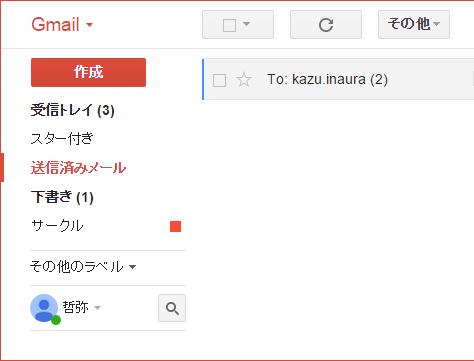 Gmail
その他
作成
To: kazu.inaura (2)
受信トレイ (3)
スター付き
送信済みメール
下書き (1)
サークル
その他のラベル
哲弥